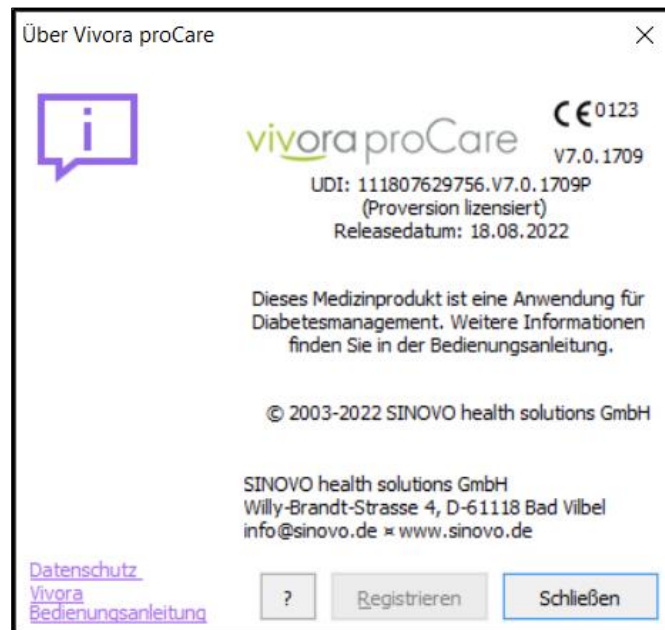 Über Vivora proCare
i
vivora proCare
CE 0123
V7.0.1709
UDI: 111807629756.V7.0.1709P
(Proversion lizensiert)
Releasedatum: 18.08.2022
Dieses Medizinprodukt ist eine Anwendung für
Diabetesmanagement. Weitere Informationen
finden Sie in der Bedienungsanleitung.
© 2003-2022 SINOVO health solutions GmbH
SINOVO health solutions GmbH
Willy-Brandt-Strasse 4, D-61118 Bad Vilbel
info@sinovo.de ¤ www.sinovo.de
Datenschutz
Vivora
Bedienungsanleitung
?
Registrieren
Schließen